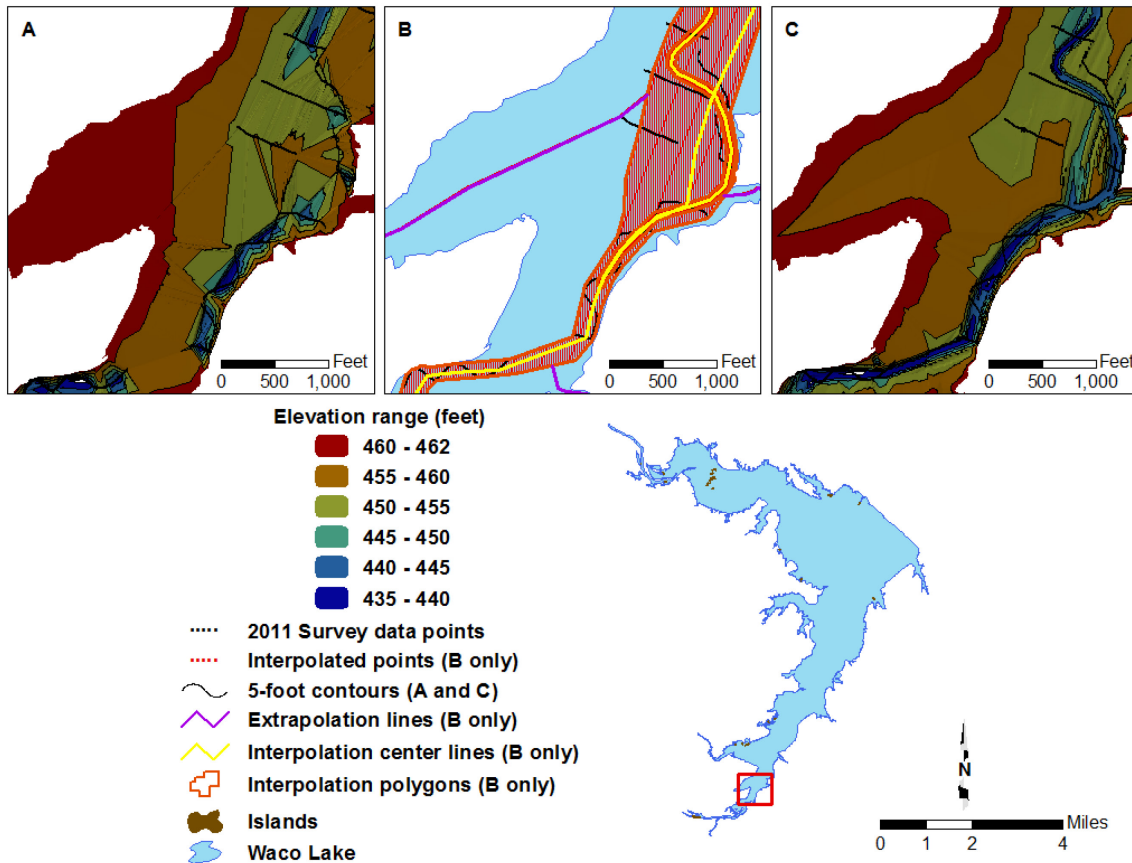 A
B
C
Feet
0 500 1,000
Feet
0 500 1,000
Feet
0 500 1,000
Elevation range (feet)
460 - 462
455 - 460
450 - 455
445 - 450
440 - 445
435 - 440
2011 Survey data points
Interpolated points (B only)
5-foot contours (A and C)
Extrapolation lines (B only)
Interpolation center lines (B only)
Interpolation polygons (B only)
Islands
Waco Lake
N
Miles
0 1 2 4